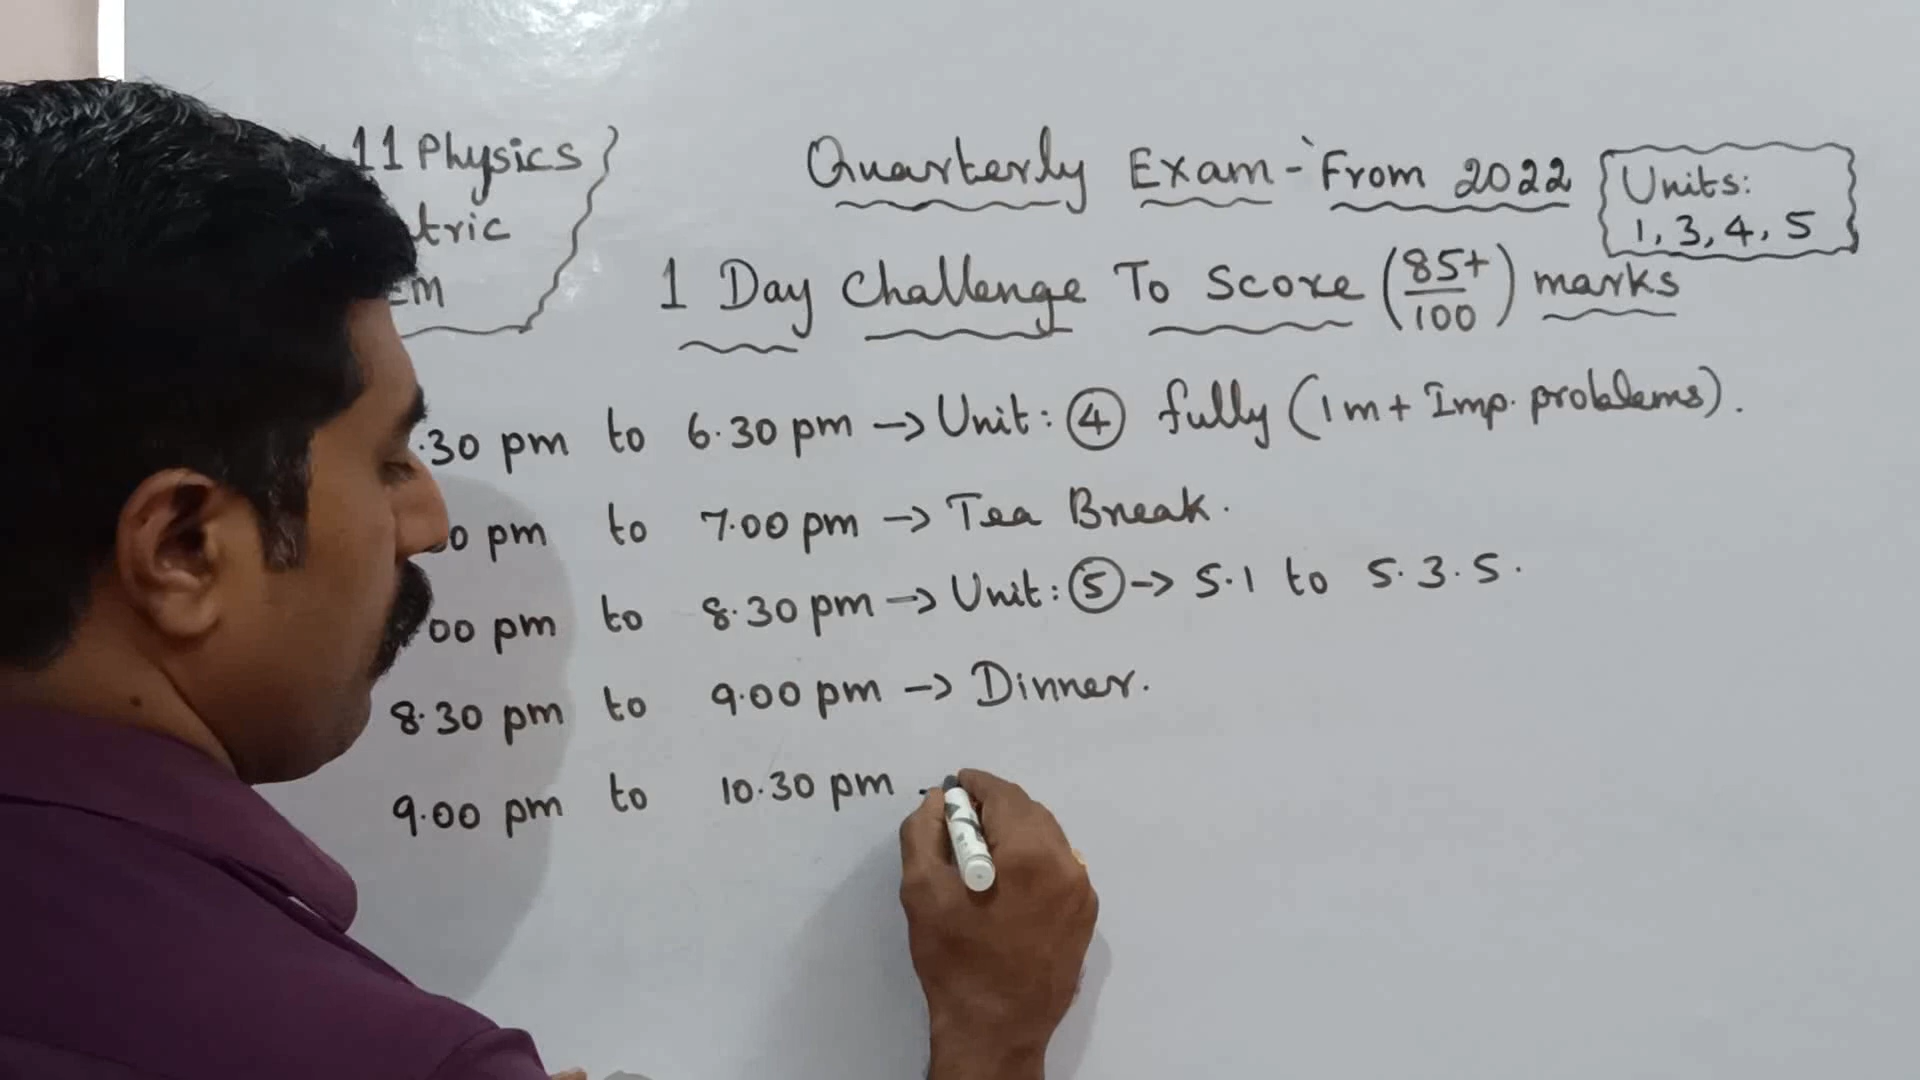 11 Physics
tric
EM
Quarterly Exam - From 2022
Units:
1, 3, 4, 5
1 Day Challenge To Score (85+/100) marks
.30 pm to 6.30 pm -> Unit: 4 fully (1m + Imp. problems).
0 pm to 7.00 pm -> Tea Break.
00 pm to 8.30 pm -> Unit: 5 -> 5.1 to 5.3.5.
8.30 pm to 9.00 pm -> Dinner.
9.00 pm to 10.30 pm -